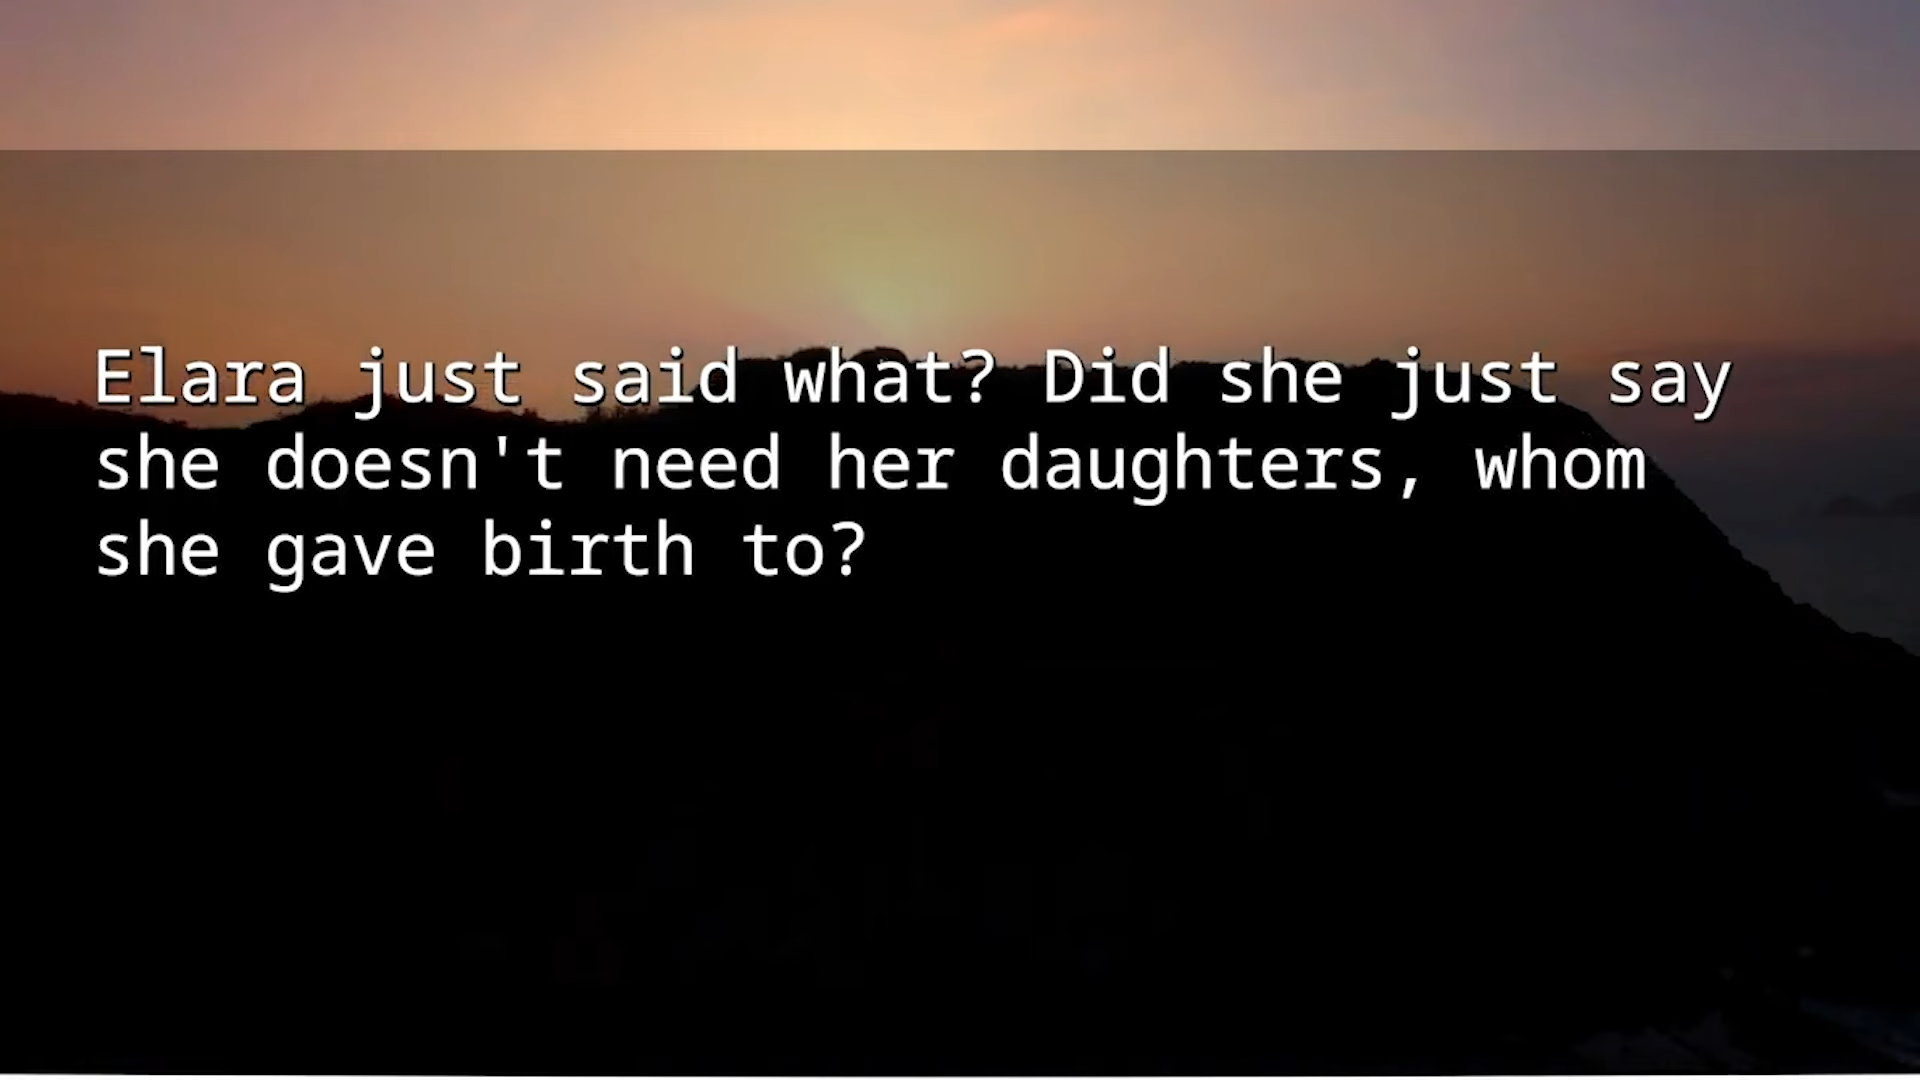 Elara just said what? Did she just say
she doesn't need her daughters, whom
she gave birth to?